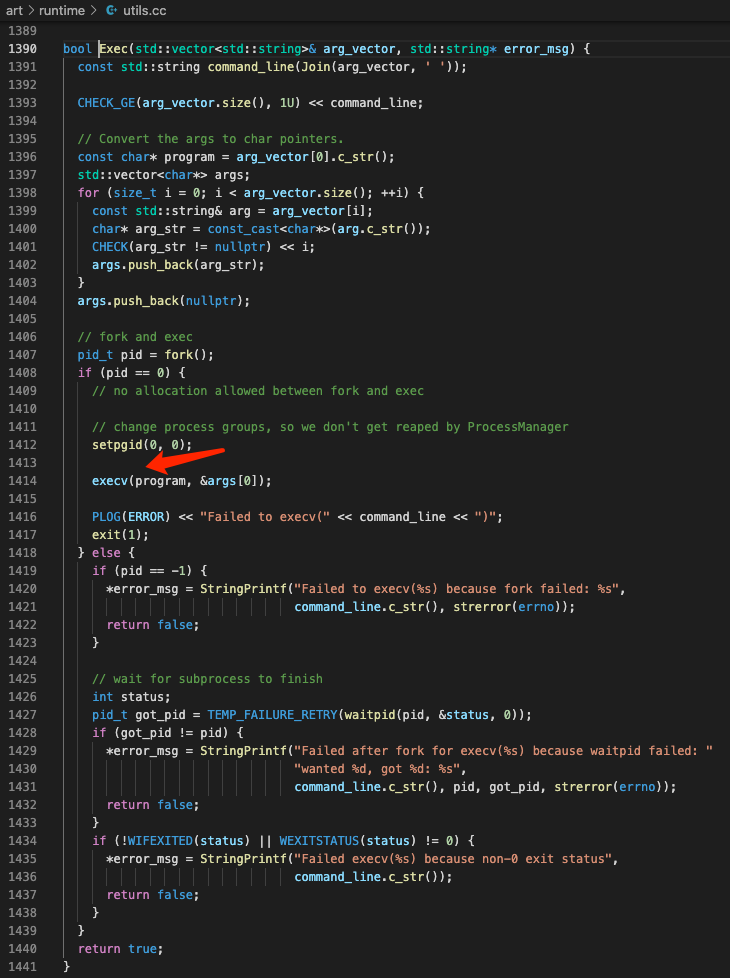 art > runtime > C+ utils.cc
1389
1390 bool Exec(std::vector<std::string>& arg_vector, std::string* error_msg) {
1391   const std::string command_line(Join(arg_vector, ' '));
1392
1393   CHECK_GE(arg_vector.size(), 1U) << command_line;
1394
1395   // Convert the args to char pointers.
1396   const char* program = arg_vector[0].c_str();
1397   std::vector<char*> args;
1398   for (size_t i = 0; i < arg_vector.size(); ++i) {
1399     const std::string& arg = arg_vector[i];
1400     char* arg_str = const_cast<char*>(arg.c_str());
1401     CHECK(arg_str != nullptr) << i;
1402     args.push_back(arg_str);
1403   }
1404   args.push_back(nullptr);
1405
1406   // fork and exec
1407   pid_t pid = fork();
1408   if (pid == 0) {
1409     // no allocation allowed between fork and exec
1410
1411     // change process groups, so we don't get reaped by ProcessManager
1412     setpgid(0, 0);
1413
1414     execv(program, &args[0]);
1415
1416     PLOG(ERROR) << "Failed to execv(" << command_line << ")";
1417     exit(1);
1418   } else {
1419     if (pid == -1) {
1420       *error_msg = StringPrintf("Failed to execv(%s) because fork failed: %s",
1421                                 command_line.c_str(), strerror(errno));
1422       return false;
1423     }
1424
1425     // wait for subprocess to finish
1426     int status;
1427     pid_t got_pid = TEMP_FAILURE_RETRY(waitpid(pid, &status, 0));
1428     if (got_pid != pid) {
1429       *error_msg = StringPrintf("Failed after fork for execv(%s) because waitpid failed: "
1430                                 "wanted %d, got %d: %s",
1431                                 command_line.c_str(), pid, got_pid, strerror(errno));
1432       return false;
1433     }
1434     if (!WIFEXITED(status) || WEXITSTATUS(status) != 0) {
1435       *error_msg = StringPrintf("Failed execv(%s) because non-0 exit status",
1436                                 command_line.c_str());
1437       return false;
1438     }
1439   }
1440   return true;
1441 }